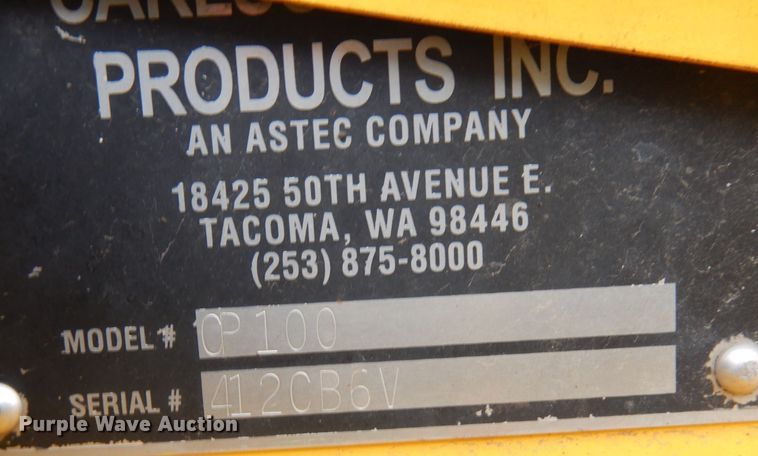 PRODUCTS INC.
AN ASTEC COMPANY
18425 50TH AVENUE E.
TACOMA, WA 98446
(253) 875-8000
MODEL # CP100
SERIAL # 412CB6V
Purple Wave Auction